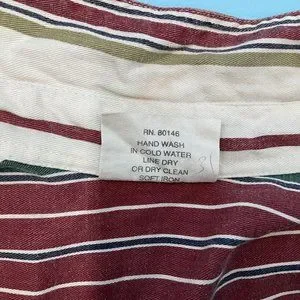 RN. 80146
HAND WASH
IN COLD WATER
LINE DRY
OR DRY CLEAN
SOFT IRON